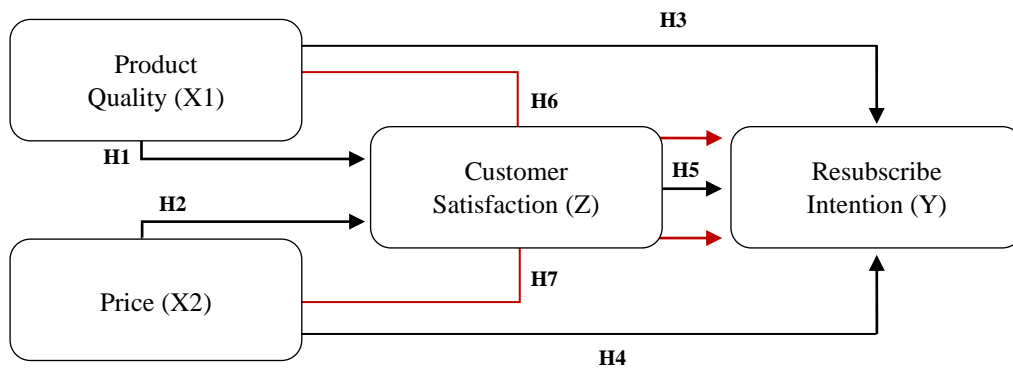 H3
Product
Quality (X1)
H6
H1
Customer
Satisfaction (Z)
H5
Resubscribe
Intention (Y)
H2
H7
Price (X2)
H4